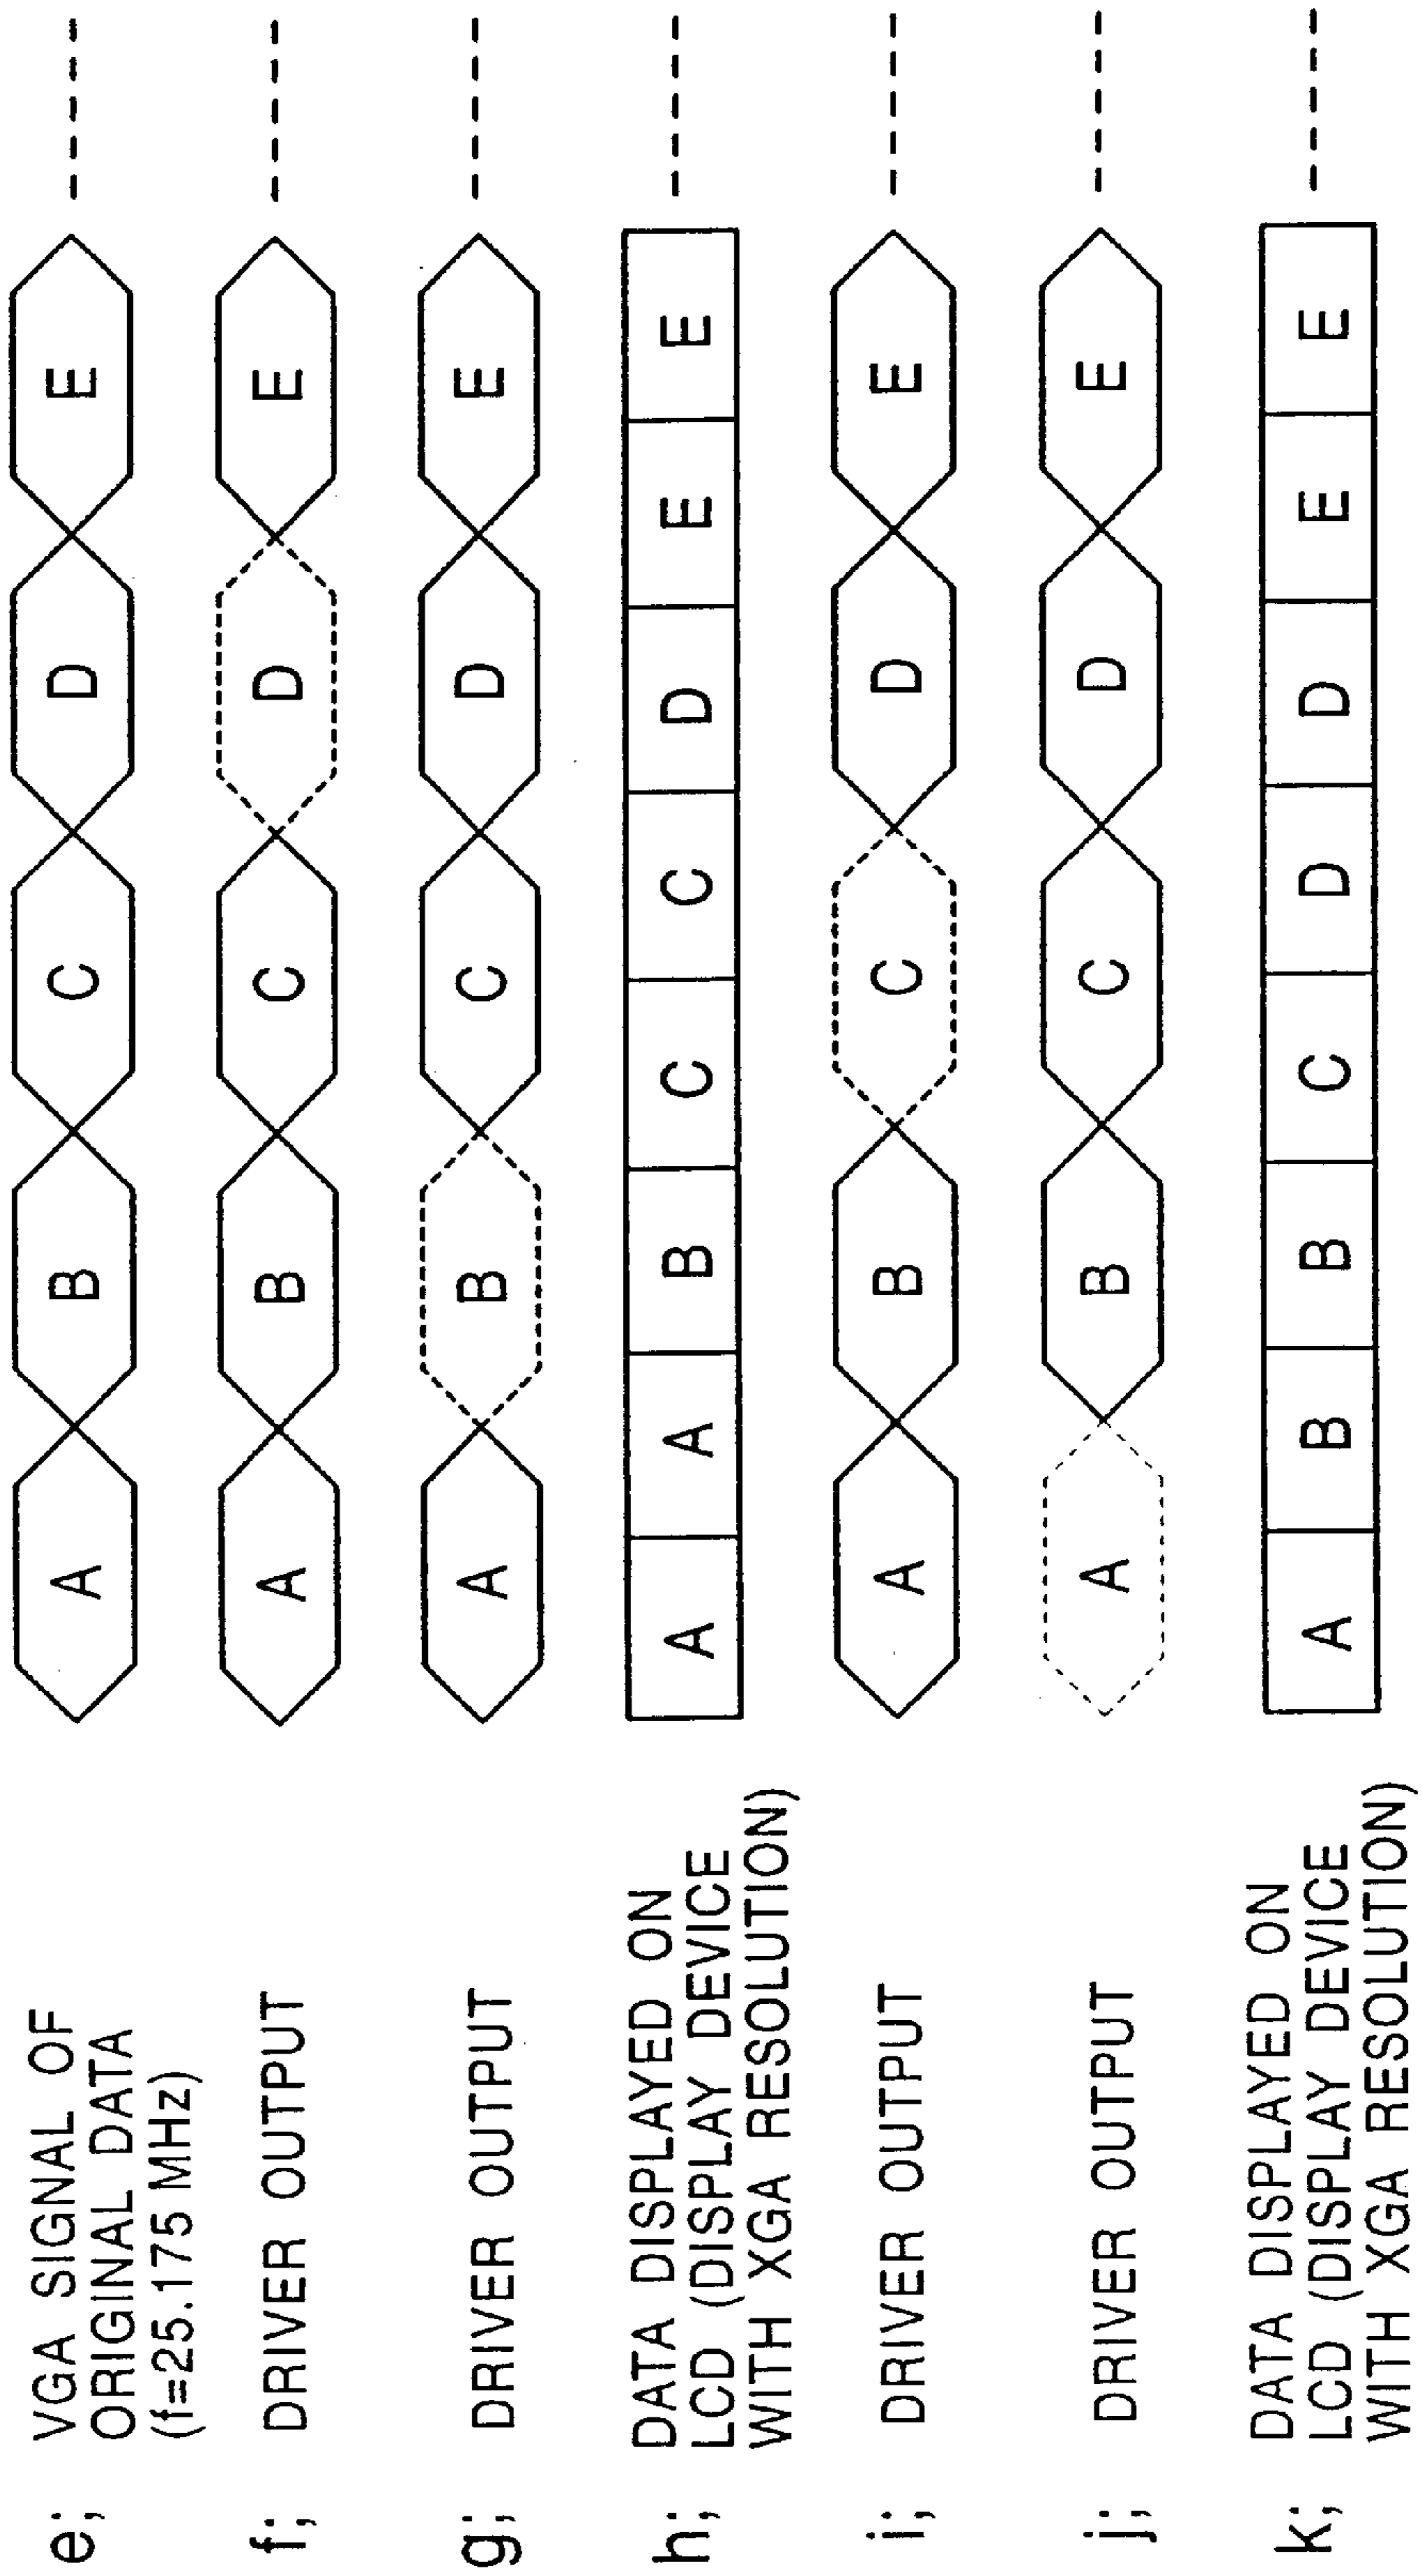 e; VGA SIGNAL OF
ORIGINAL DATA
(f=25.175 MHz)
A B C D E
f; DRIVER OUTPUT
A B C D E
g; DRIVER OUTPUT
A B C D E
h; DATA DISPLAYED ON
LCD (DISPLAY DEVICE
WITH XGA RESOLUTION)
A A B C C D E E
i; DRIVER OUTPUT
A B C D E
j; DRIVER OUTPUT
A B C D E
k; DATA DISPLAYED ON
LCD (DISPLAY DEVICE
WITH XGA RESOLUTION)
A B B C D D E E